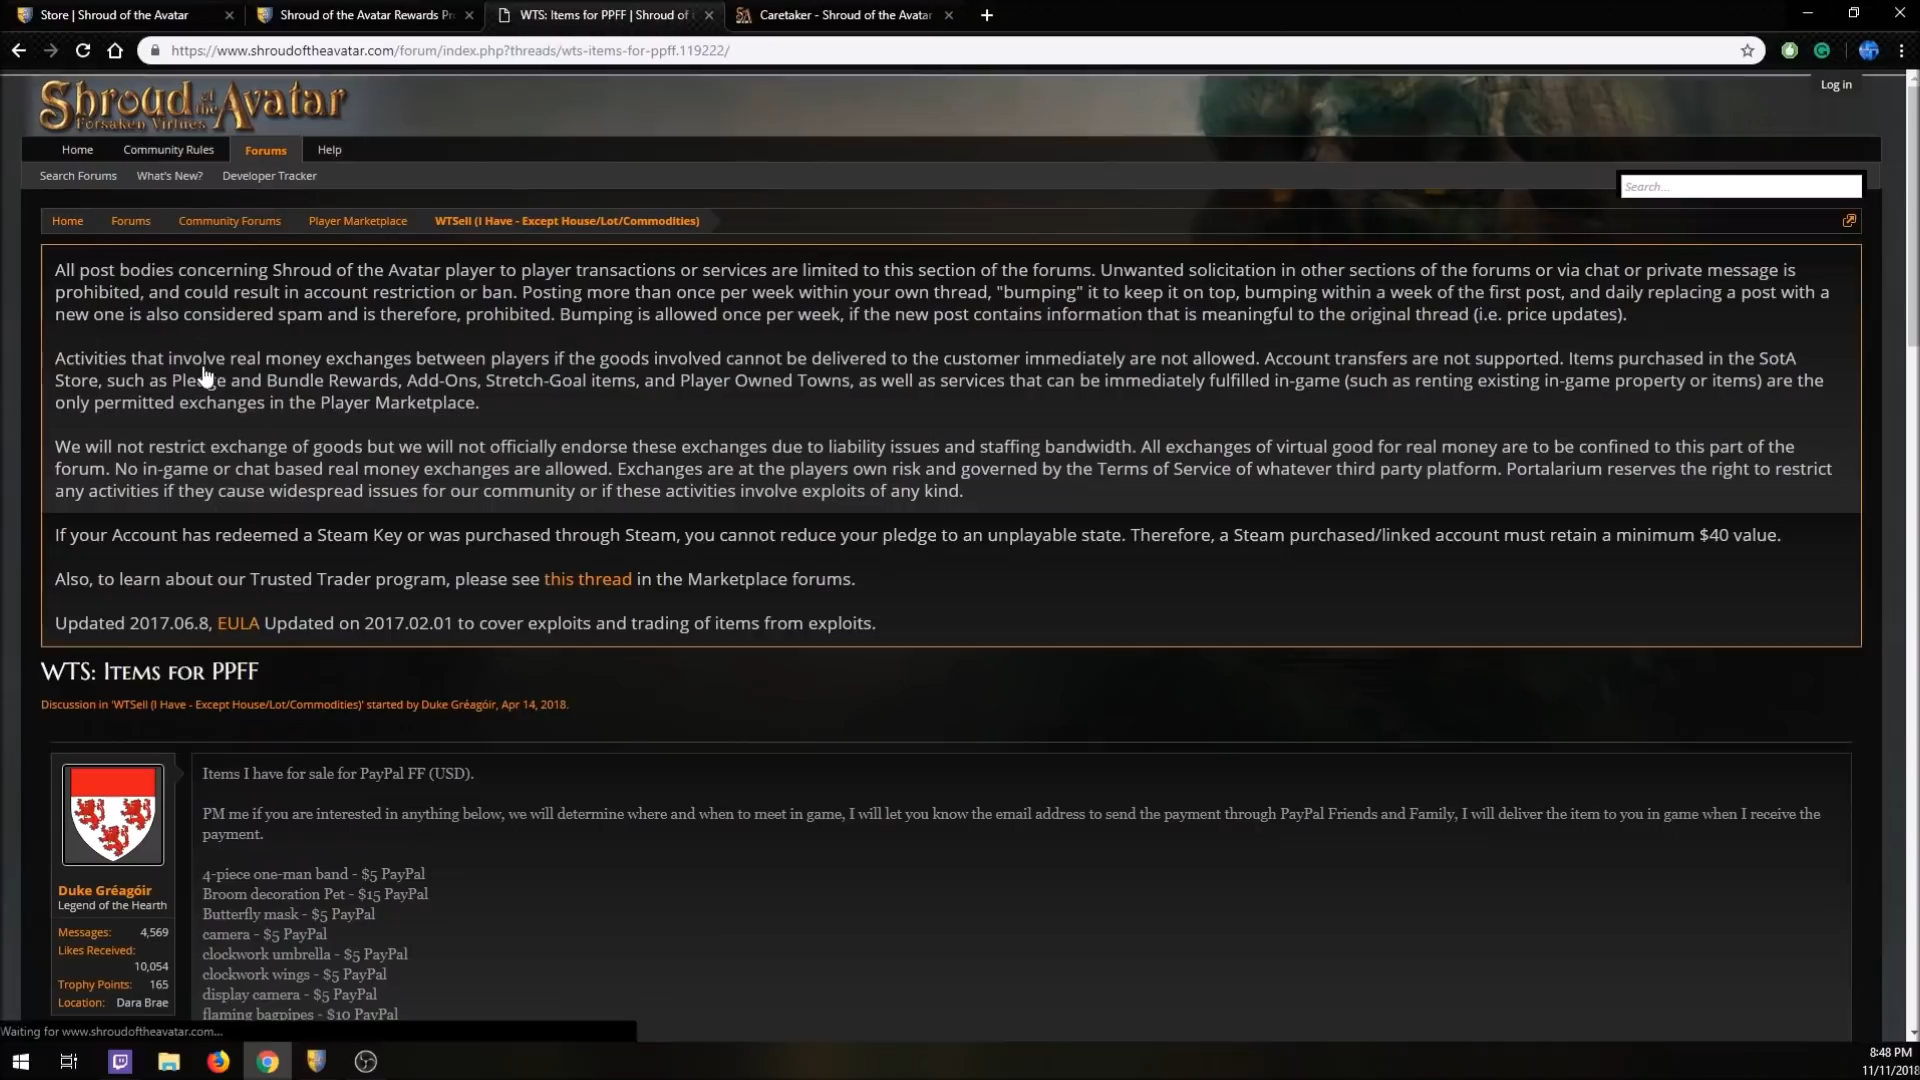 Store | Shroud of the Avatar
Shroud of the Avatar Rewards Pr
WTS: Items for PPFF | Shroud of
Caretaker - Shroud of the Avatar
https://www.shroudoftheavatar.com/forum/index.php?threads/wts-items-for-ppff.119222/
Log in
Shroud of the Avatar
Forsaken Virtues
Home Community Rules Forums Help
Search Forums What's New? Developer Tracker
Search...
Home Forums Community Forums Player Marketplace WTSell (I Have - Except House/Lot/Commodities)
All post bodies concerning Shroud of the Avatar player to player transactions or services are limited to this section of the forums. Unwanted solicitation in other sections of the forums or via chat or private message is
prohibited, and could result in account restriction or ban. Posting more than once per week within your own thread, "bumping" it to keep it on top, bumping within a week of the first post, and daily replacing a post with a
new one is also considered spam and is therefore, prohibited. Bumping is allowed once per week, if the new post contains information that is meaningful to the original thread (i.e. price updates).
Activities that involve real money exchanges between players if the goods involved cannot be delivered to the customer immediately are not allowed. Account transfers are not supported. Items purchased in the SotA
Store, such as Pledge and Bundle Rewards, Add-Ons, Stretch-Goal items, and Player Owned Towns, as well as services that can be immediately fulfilled in-game (such as renting existing in-game property or items) are the
only permitted exchanges in the Player Marketplace.
We will not restrict exchange of goods but we will not officially endorse these exchanges due to liability issues and staffing bandwidth. All exchanges of virtual good for real money are to be confined to this part of the
forum. No in-game or chat based real money exchanges are allowed. Exchanges are at the players own risk and governed by the Terms of Service of whatever third party platform. Portalarium reserves the right to restrict
any activities if they cause widespread issues for our community or if these activities involve exploits of any kind.
If your Account has redeemed a Steam Key or was purchased through Steam, you cannot reduce your pledge to an unplayable state. Therefore, a Steam purchased/linked account must retain a minimum $40 value.
Also, to learn about our Trusted Trader program, please see this thread in the Marketplace forums.
Updated 2017.06.8, EULA Updated on 2017.02.01 to cover exploits and trading of items from exploits.
WTS: Items for PPFF
Discussion in 'WTSell (I Have - Except House/Lot/Commodities)' started by Duke Gréagóir, Apr 14, 2018.
Duke Gréagóir
Legend of the Hearth
Messages: 4,569
Likes Received:
10,054
Trophy Points: 165
Location: Dara Brae
Items I have for sale for PayPal FF (USD).
PM me if you are interested in anything below, we will determine where and when to meet in game, I will let you know the email address to send the payment through PayPal Friends and Family, I will deliver the item to you in game when I receive the
payment.
4-piece one-man band - $5 PayPal
Broom decoration Pet - $15 PayPal
Butterfly mask - $5 PayPal
camera - $5 PayPal
clockwork umbrella - $5 PayPal
clockwork wings - $5 PayPal
display camera - $5 PayPal
flaming bagpipes - $10 PayPal
Waiting for www.shroudoftheavatar.com...
8:48 PM
11/11/2018